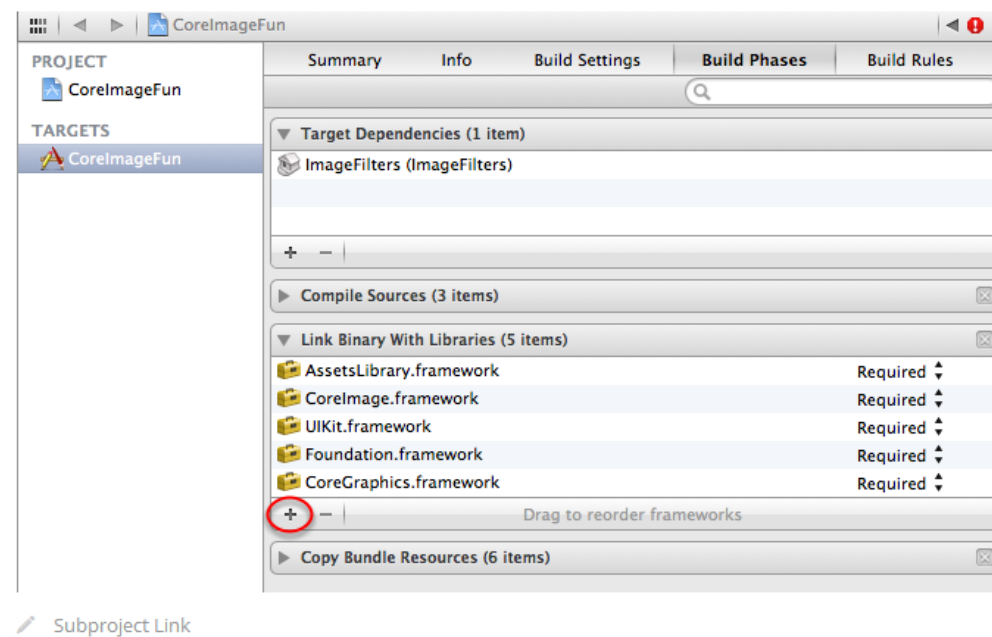 CoreImageFun
PROJECT
CoreImageFun
TARGETS
CoreImageFun
Summary Info Build Settings Build Phases Build Rules
Target Dependencies (1 item)
ImageFilters (ImageFilters)
Compile Sources (3 items)
Link Binary With Libraries (5 items)
AssetsLibrary.framework Required
CoreImage.framework Required
UIKit.framework Required
Foundation.framework Required
CoreGraphics.framework Required
Drag to reorder frameworks
Copy Bundle Resources (6 items)
Subproject Link